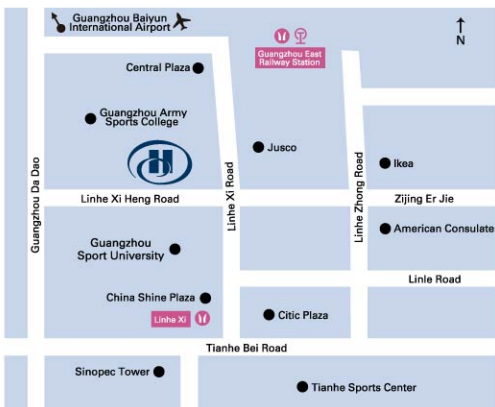 Guangzhou Baiyun
International Airport
N
Guangzhou East
Railway Station
Central Plaza
Guangzhou Army
Sports College
Jusco
Ikea
H
Guangzhou Da Dao
Linhe Xi Road
Linhe Zhong Road
Linhe Xi Heng Road
Zijing Er Jie
American Consulate
Guangzhou
Sport University
Linle Road
China Shine Plaza
Linhe Xi
Citic Plaza
Tianhe Bei Road
Sinopec Tower
Tianhe Sports Center